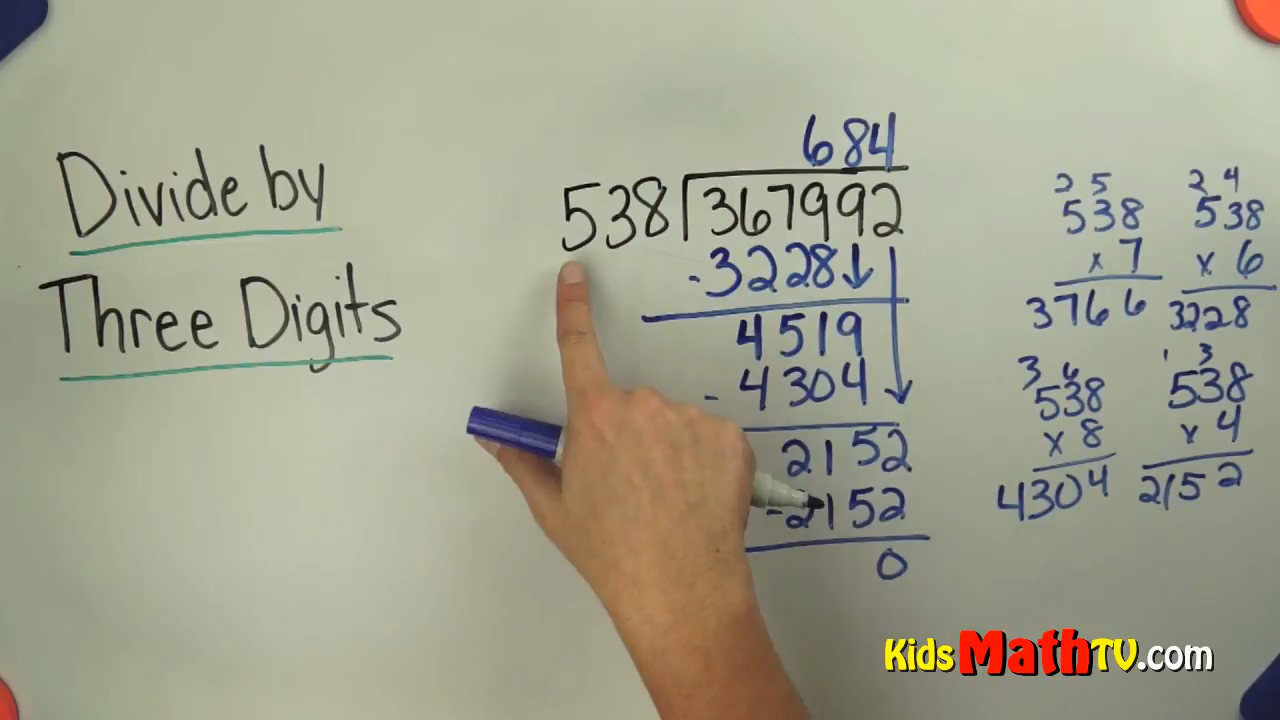 Divide by
Three Digits
684
538 367992
-3228
4519
- 4304
2152
-2152
0
2 5
538
x 7
3766
2 4
538
x 6
3228
3 6
538
x 8
4304
1 3
538
x 4
2152
KidsMathTV.com